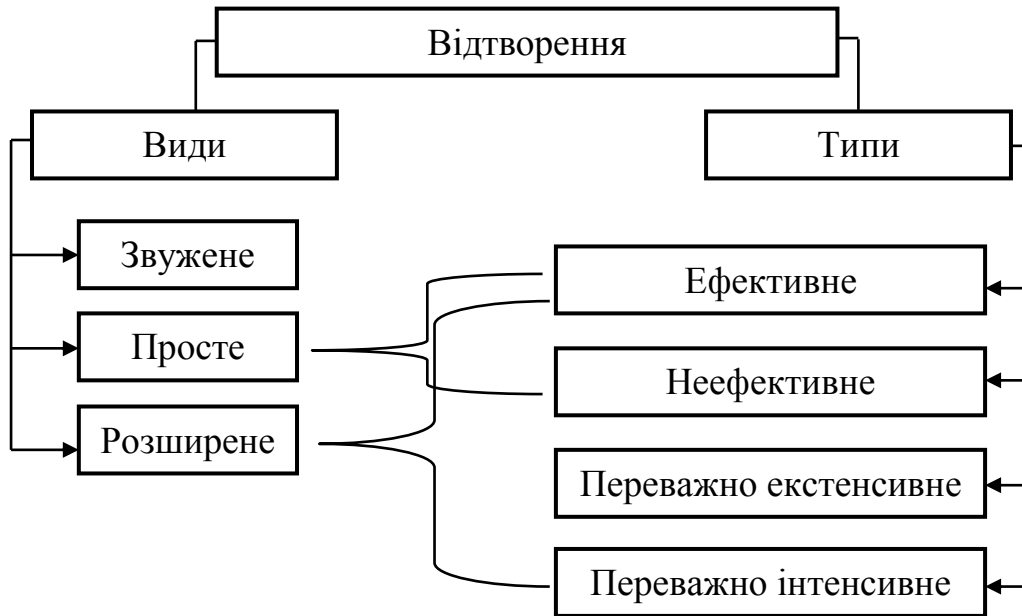 Відтворення
Види
Типи
Звужене
Просте
Розширене
Ефективне
Неефективне
Переважно екстенсивне
Переважно інтенсивне